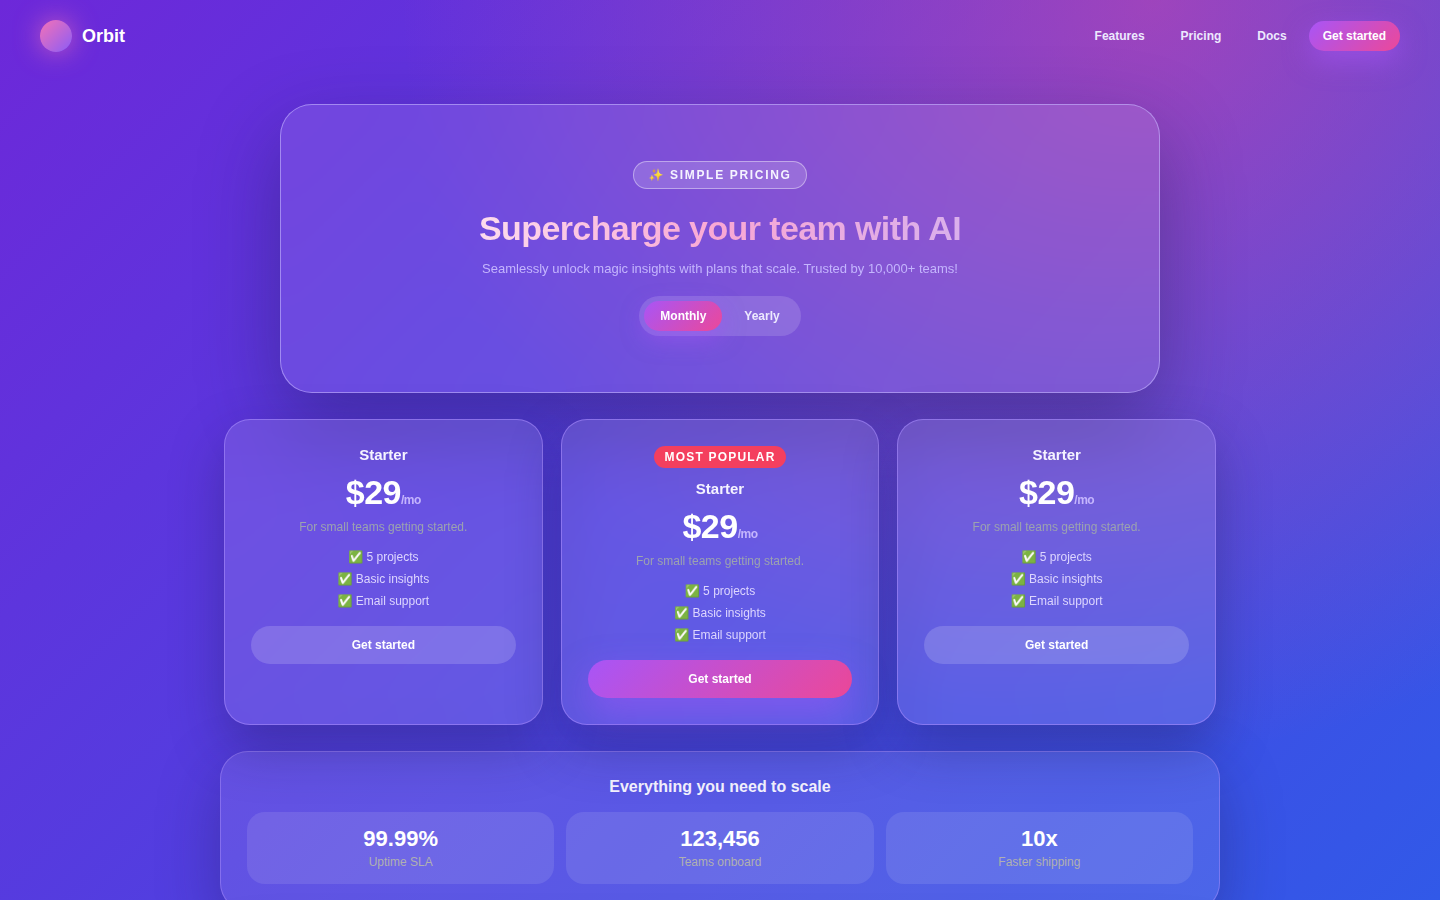 Orbit
Features Pricing Docs Get started
✨ SIMPLE PRICING
Supercharge your team with AI
Seamlessly unlock magic insights with plans that scale. Trusted by 10,000+ teams!
Monthly Yearly
Starter
$29/mo
For small teams getting started.
✅ 5 projects
✅ Basic insights
✅ Email support
Get started
MOST POPULAR
Starter
$29/mo
For small teams getting started.
✅ 5 projects
✅ Basic insights
✅ Email support
Get started
Starter
$29/mo
For small teams getting started.
✅ 5 projects
✅ Basic insights
✅ Email support
Get started
Everything you need to scale
99.99%
Uptime SLA
123,456
Teams onboard
10x
Faster shipping